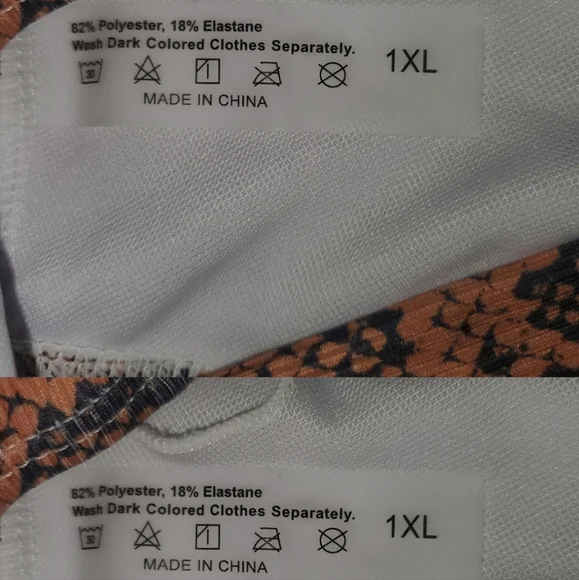 82% Polyester, 18% Elastane
Wash Dark Colored Clothes Separately.
30
1XL
MADE IN CHINA
82% Polyester, 18% Elastane
Wash Dark Colored Clothes Separately.
30
1XL
MADE IN CHINA